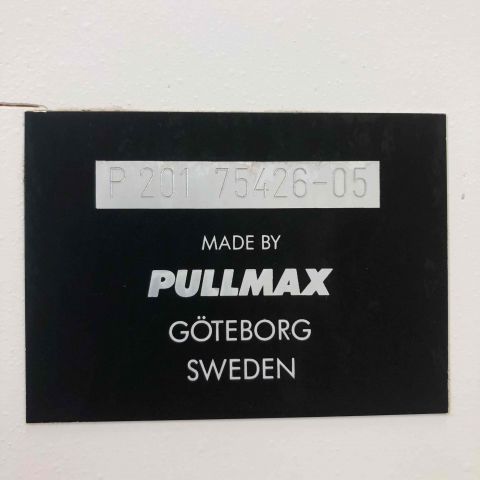 P 201 75426-05
MADE BY
PULLMAX
GÖTEBORG
SWEDEN